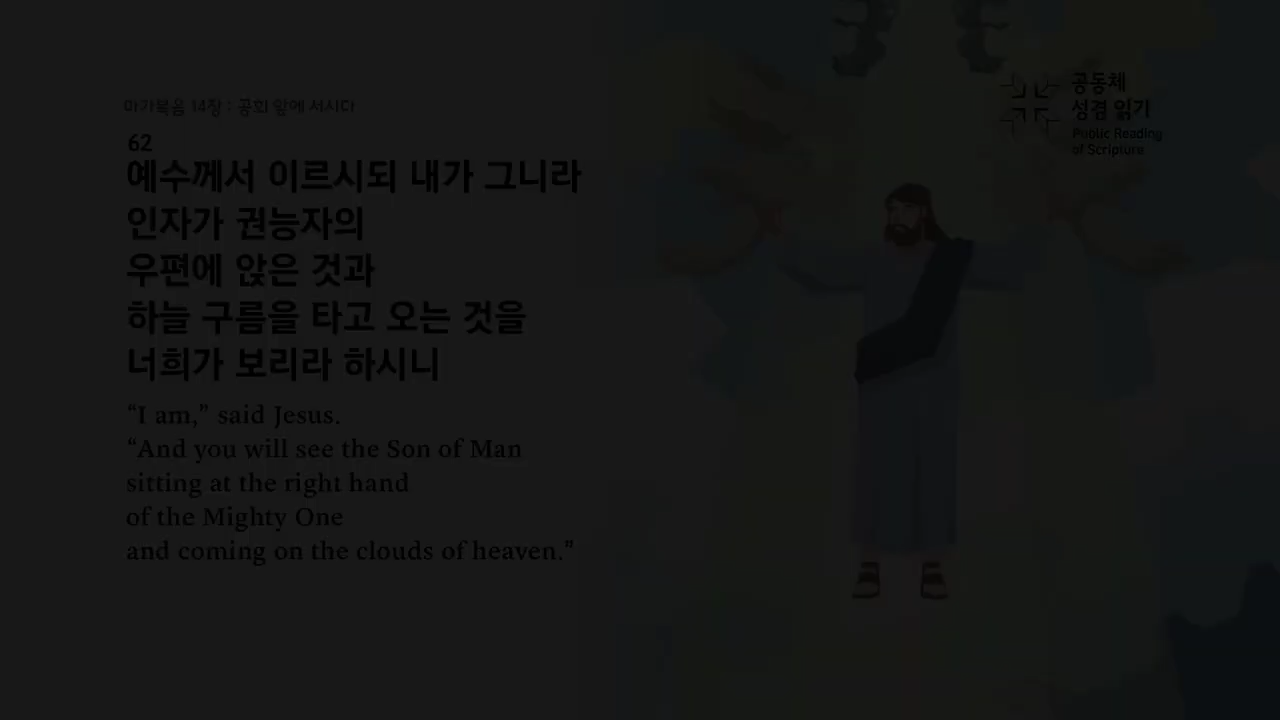 마가복음 14장 : 공회 앞에 서시다
62
예수께서 이르시되 내가 그니라
인자가 권능자의
우편에 앉은 것과
하늘 구름을 타고 오는 것을
너희가 보리라 하시니
“I am,” said Jesus.
“And you will see the Son of Man
sitting at the right hand
of the Mighty One
and coming on the clouds of heaven.”
공동체
성경 읽기
Public Reading
of Scripture